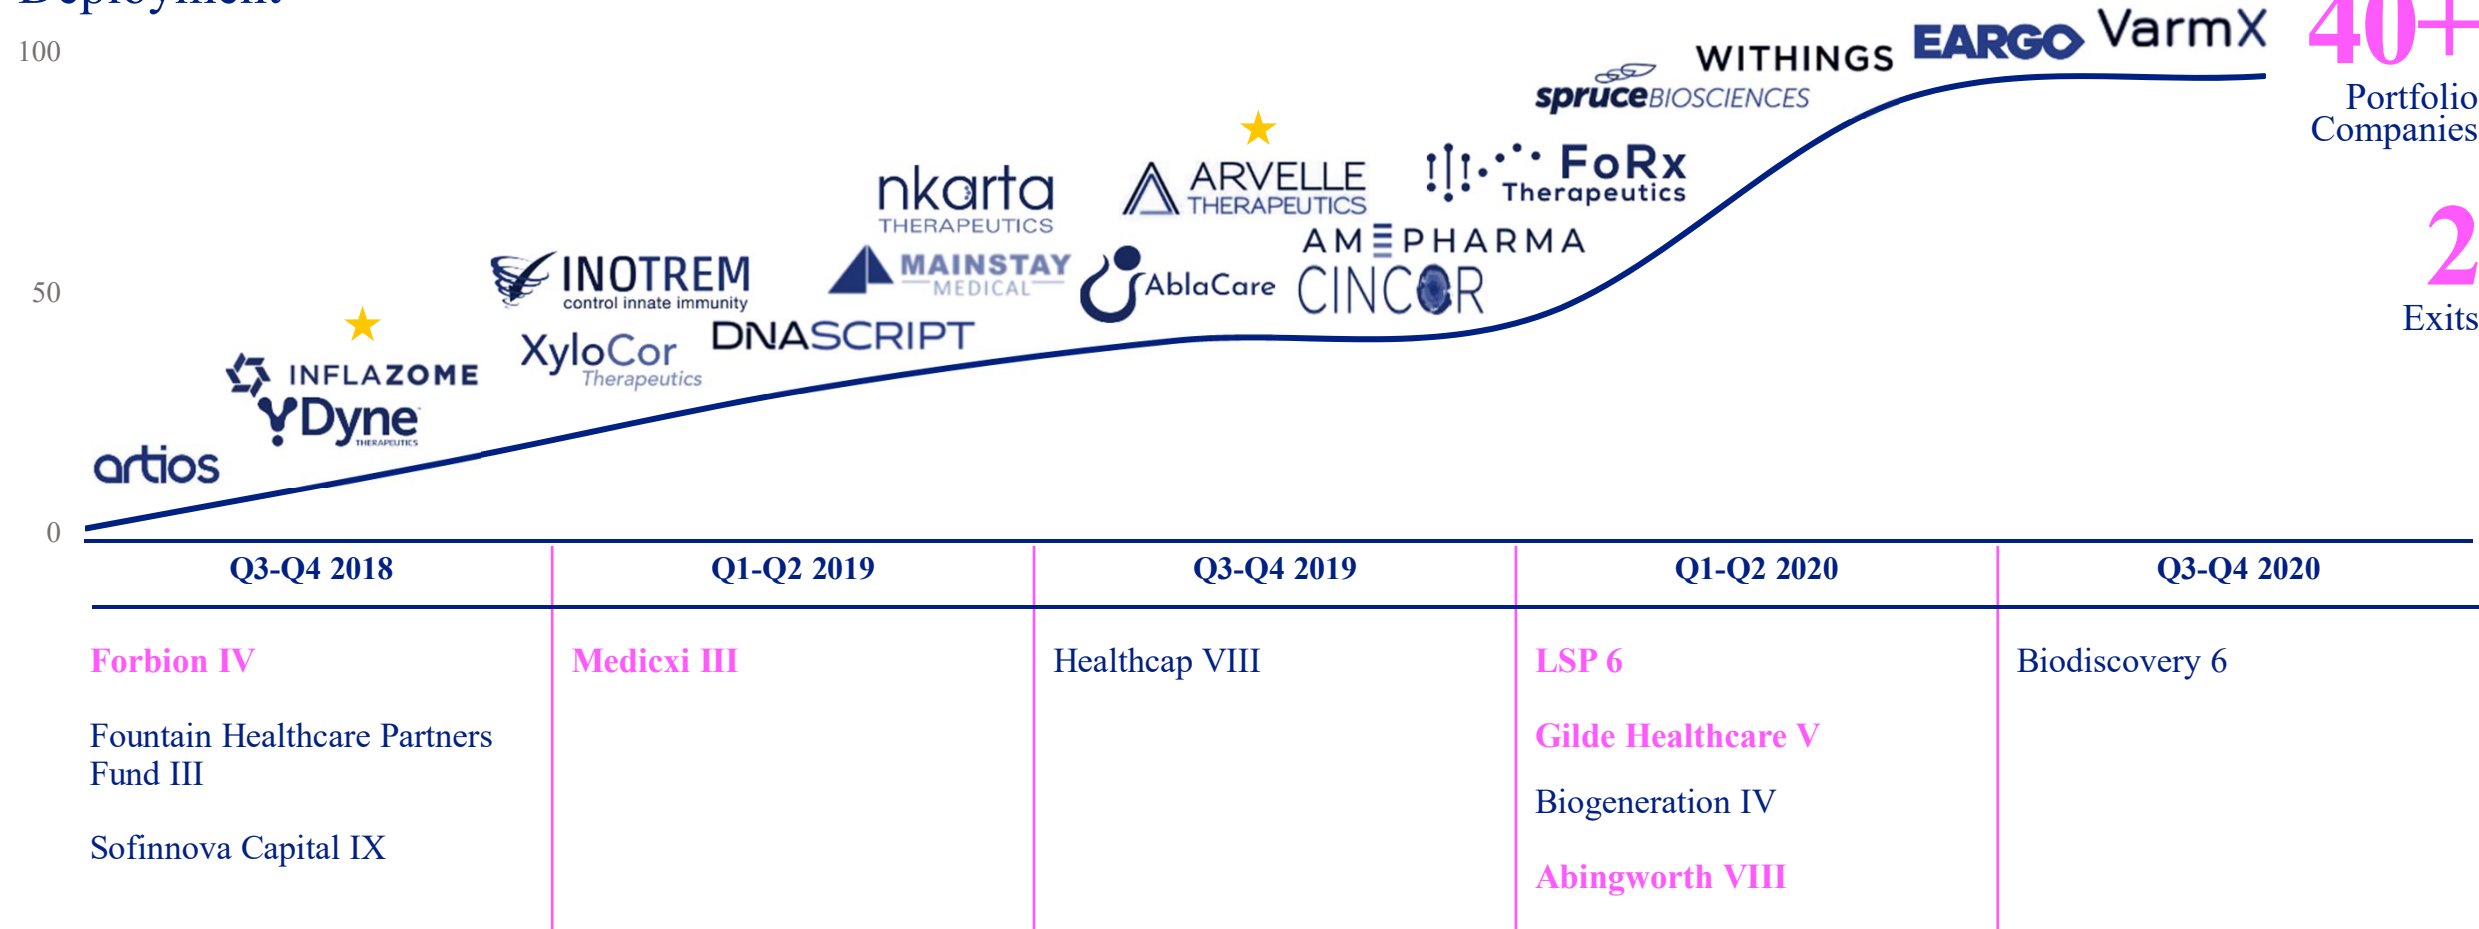 Deployment
100
50
0
artios
INFLAZOME
Dyne
THERAPEUTICS
INOTREM
control innate immunity
XyloCor
Therapeutics
DNASCRIPT
nkarta
THERAPEUTICS
MAINSTAY
MEDICAL
ARVELLE
THERAPEUTICS
AblaCare
AM PHARMA
CINCOR
FoRx
Therapeutics
spruceBIOSCIENCES
WITHINGS
EARGO
VarmX
40+
Portfolio
Companies
2
Exits
Q3-Q4 2018
Q1-Q2 2019
Q3-Q4 2019
Q1-Q2 2020
Q3-Q4 2020
Forbion IV
Fountain Healthcare Partners
Fund III
Sofinnova Capital IX
Medicxi III
Healthcap VIII
LSP 6
Gilde Healthcare V
Biogeneration IV
Abingworth VIII
Biodiscovery 6